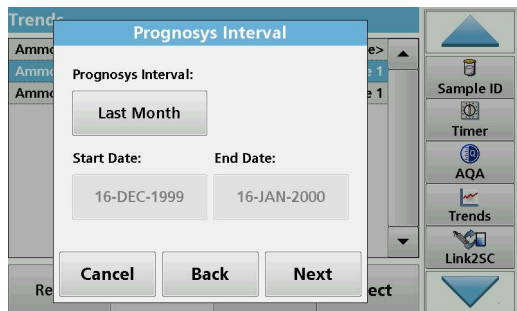 Trends
Prognosys Interval
Prognosys Interval:
Last Month
Start Date: End Date:
16-DEC-1999 16-JAN-2000
Cancel Back Next
Sample ID
Timer
AQA
Trends
Link2SC